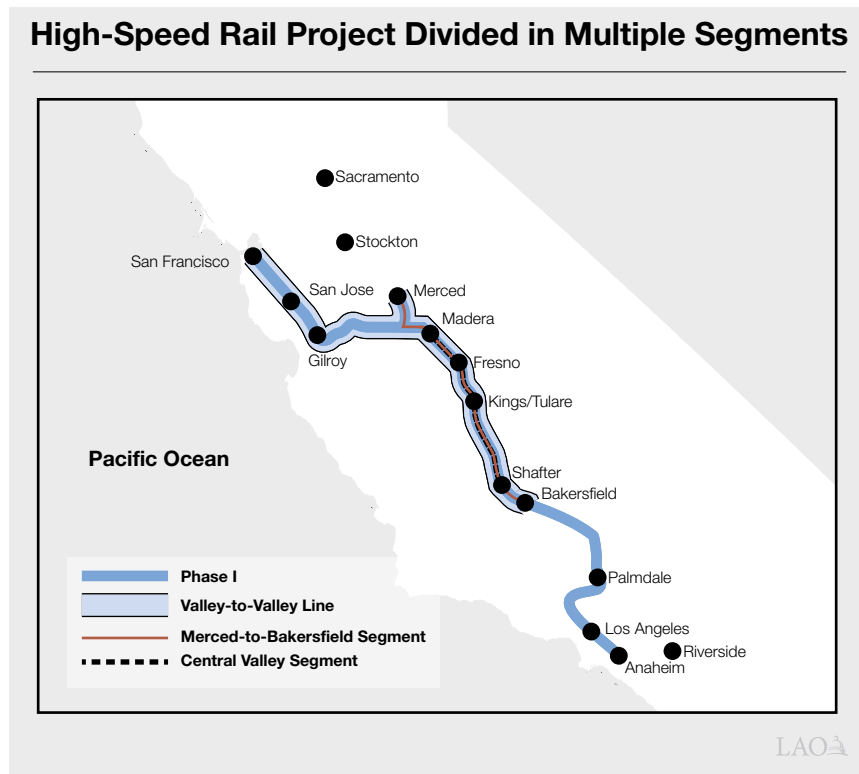 High-Speed Rail Project Divided in Multiple Segments
Sacramento
Stockton
San Francisco
San Jose
Merced
Madera
Gilroy
Fresno
Kings/Tulare
Pacific Ocean
Shafter
Bakersfield
Phase I
Palmdale
Valley-to-Valley Line
Los Angeles
Merced-to-Bakersfield Segment
Riverside
Central Valley Segment
Anaheim
LAO